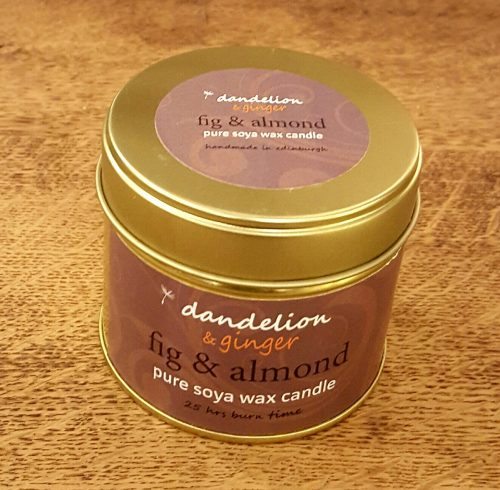 dandelion
& ginger
fig & almond
pure soya wax candle
handmade in edinburgh
dandelion
& ginger
fig & almond
pure soya wax candle
25 hrs burn time